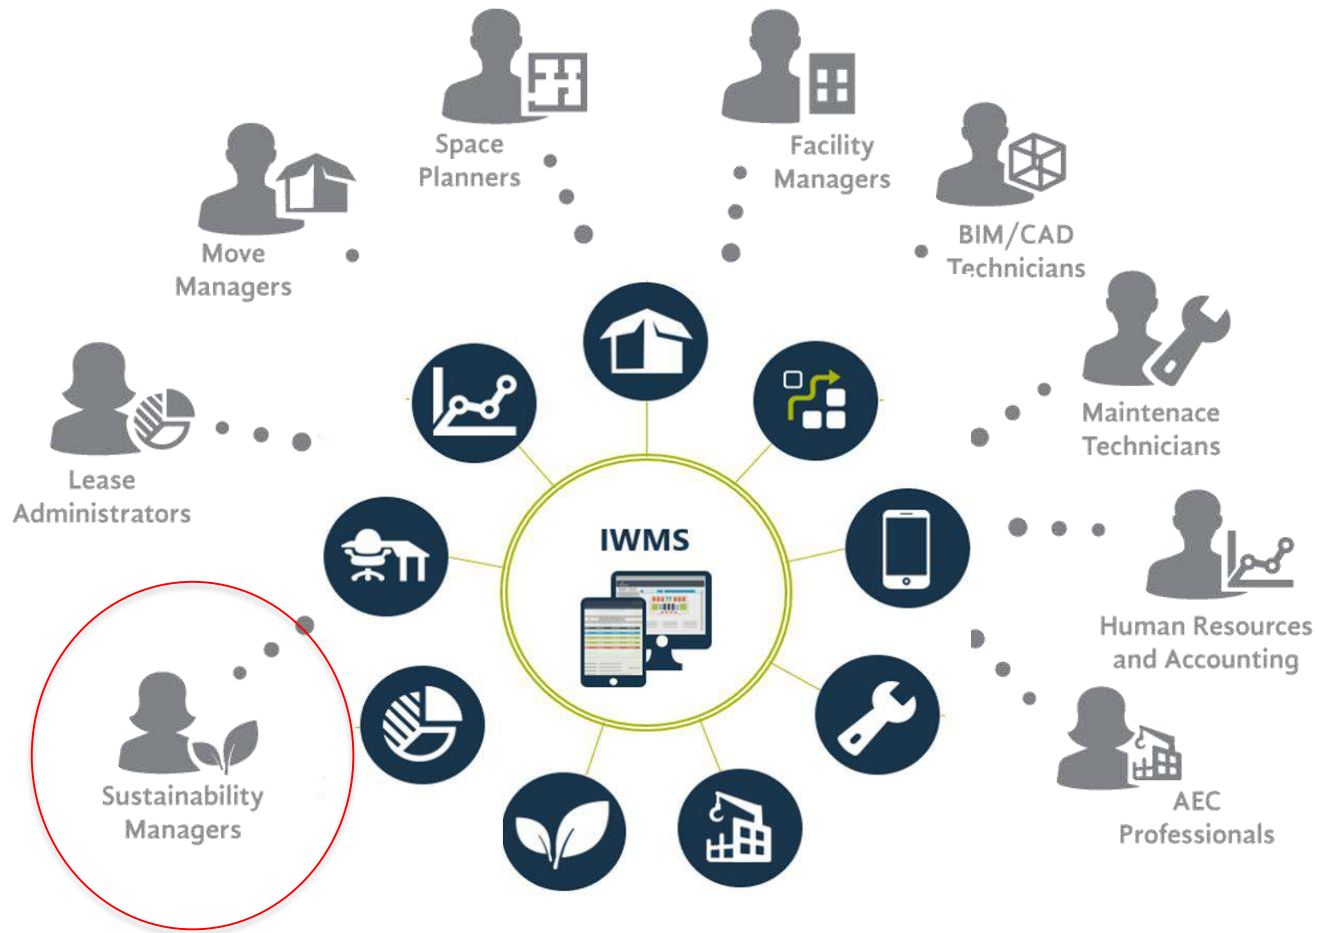 Space
Planners
Facility
Managers
Move
Managers
BIM/CAD
Technicians
Lease
Administrators
Maintenace
Technicians
IWMS
Human Resources
and Accounting
Sustainability
Managers
AEC
Professionals